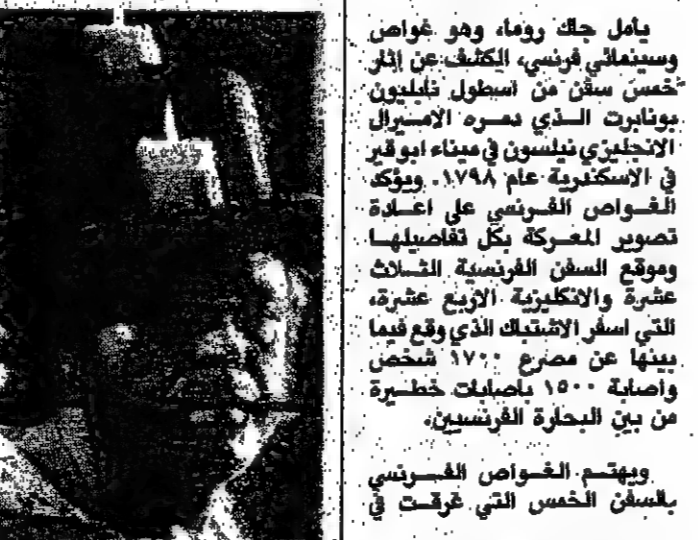 يأمل جاك روما، وهو غواص
وسينمائي فرنسي، الكشف عن إثار
خمس سفن من اسطول نابليون
بونابرت الذي دمره الاميرال
الانجليزي نيلسون في ميناء ابو قير
في الاسكندرية عام ١٧٩٨. ويؤكد
الغواص الفرنسي على اعادة
تصوير المعركة بكل تفاصيلها
وموقع السفن الفرنسية الثلاث
عشرة والانكليزية الاربع عشرة،
التي اسفر الاشتباك الذي وقع فيما
بينها عن مصرع ١٧٠٠ شخص
واصابة ١٥٠٠ باصابات خطيرة
من بين البحارة الفرنسيين.
ويهتم الغواص الفرنسي
بالسفن الخمس التي غرقت في